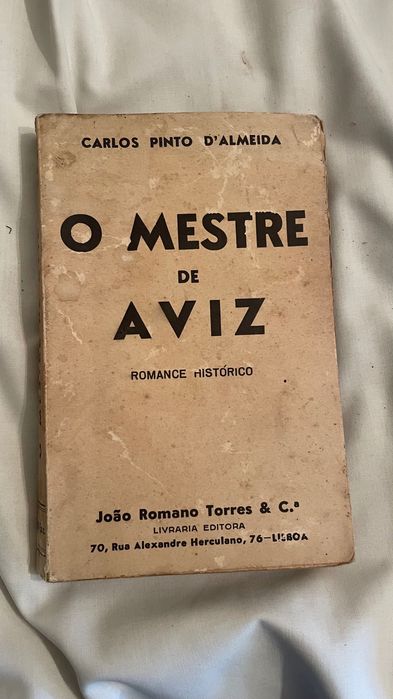 CARLOS PINTO D'ALMEIDA
O MESTRE
DE
AVIZ
ROMANCE HISTÓRICO
João Romano Torres & C.ª
LIVRARIA EDITORA
70, Rua Alexandre Herculano, 76—LISBOA